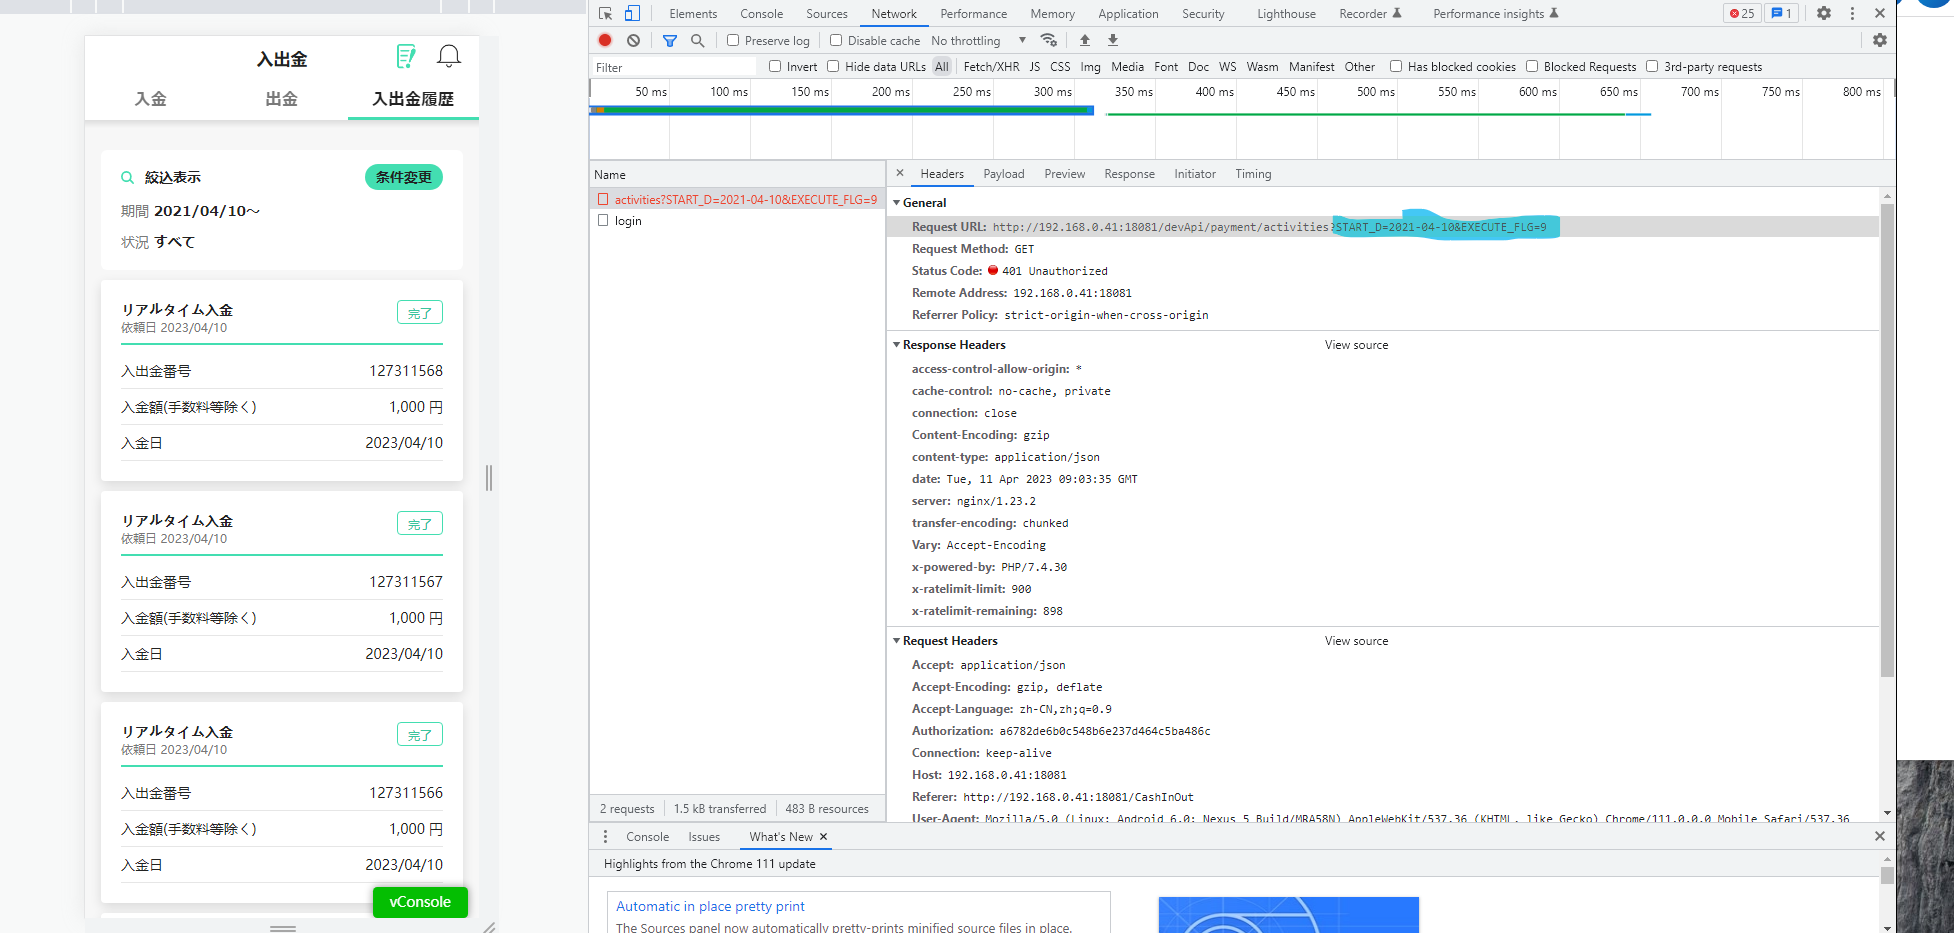 入出金
入金 出金 入出金履歴
絞込表示 条件変更
期間 2021/04/10～
状況 すべて
リアルタイム入金 完了
依頼日 2023/04/10
入出金番号 127311568
入金額(手数料等除く) 1,000 円
入金日 2023/04/10
リアルタイム入金 完了
依頼日 2023/04/10
入出金番号 127311567
入金額(手数料等除く) 1,000 円
入金日 2023/04/10
リアルタイム入金 完了
依頼日 2023/04/10
入出金番号 127311566
入金額(手数料等除く) 1,000 円
入金日 2023/04/10
vConsole
Elements Console Sources Network Performance Memory Application Security Lighthouse Recorder Performance insights 25 1
Preserve log Disable cache No throttling
Filter Invert Hide data URLs All Fetch/XHR JS CSS Img Media Font Doc WS Wasm Manifest Other Has blocked cookies Blocked Requests 3rd-party requests
50 ms 100 ms 150 ms 200 ms 250 ms 300 ms 350 ms 400 ms 450 ms 500 ms 550 ms 600 ms 650 ms 700 ms 750 ms 800 ms
Name
activities?START_D=2021-04-10&EXECUTE_FLG=9
login
2 requests 1.5 kB transferred 483 B resources
Headers Payload Preview Response Initiator Timing
General
Request URL: http://192.168.0.41:18081/devApi/payment/activities?START_D=2021-04-10&EXECUTE_FLG=9
Request Method: GET
Status Code: 401 Unauthorized
Remote Address: 192.168.0.41:18081
Referrer Policy: strict-origin-when-cross-origin
Response Headers View source
access-control-allow-origin: *
cache-control: no-cache, private
connection: close
Content-Encoding: gzip
content-type: application/json
date: Tue, 11 Apr 2023 09:03:35 GMT
server: nginx/1.23.2
transfer-encoding: chunked
Vary: Accept-Encoding
x-powered-by: PHP/7.4.30
x-ratelimit-limit: 900
x-ratelimit-remaining: 898
Request Headers View source
Accept: application/json
Accept-Encoding: gzip, deflate
Accept-Language: zh-CN,zh;q=0.9
Authorization: a6782de6b0c548b6e237d464c5ba486c
Connection: keep-alive
Host: 192.168.0.41:18081
Referer: http://192.168.0.41:18081/CashInOut
User-Agent: Mozilla/5.0 (Linux; Android 6.0; Nexus 5 Build/MRA58N) AppleWebKit/537.36 (KHTML, like Gecko) Chrome/111.0.0.0 Mobile Safari/537.36
Console Issues What's New
Highlights from the Chrome 111 update
Automatic in place pretty print
The Sources panel now automatically pretty-prints minified source files in place.